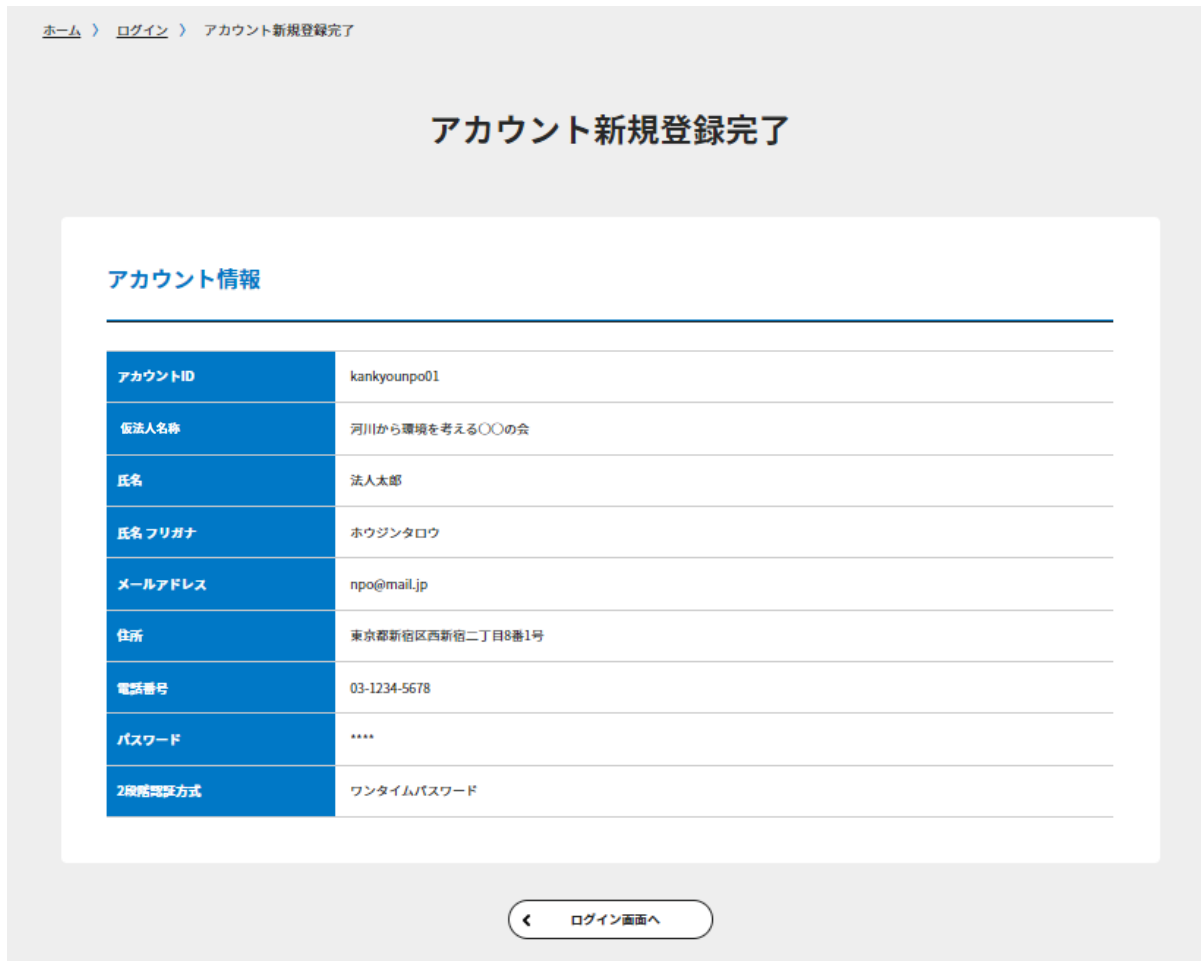 ホーム 〉 ログイン 〉 アカウント新規登録完了
アカウント新規登録完了
アカウント情報
アカウントID kankyounpo01
仮法人名称 河川から環境を考える〇〇の会
氏名 法人太郎
氏名 フリガナ ホウジンタロウ
メールアドレス npo@mail.jp
住所 東京都新宿区西新宿二丁目8番1号
電話番号 03-1234-5678
パスワード ****
2段階認証方式 ワンタイムパスワード
ログイン画面へ